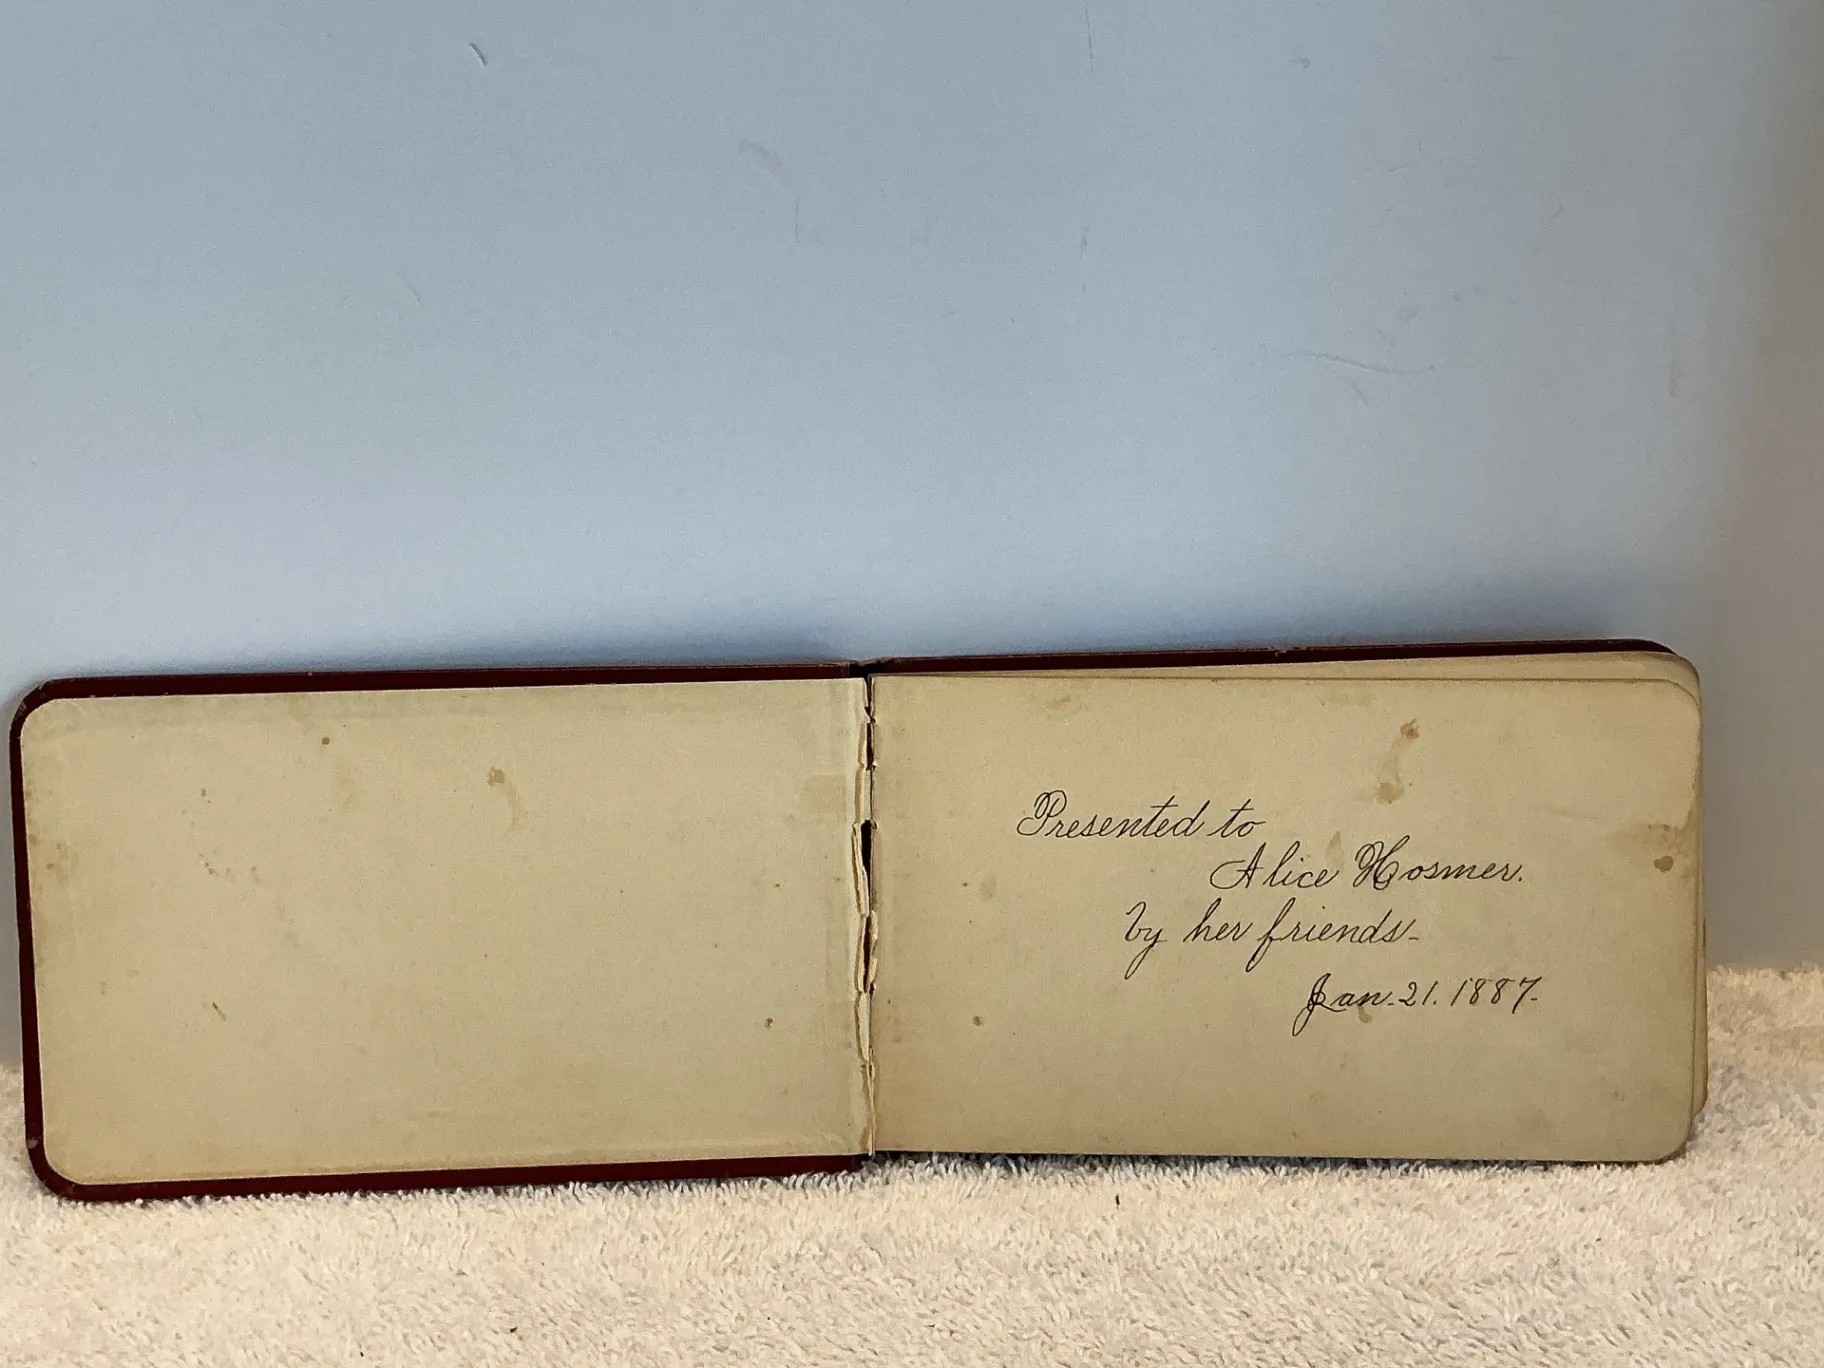 Presented to
Alice Hosmer.
by her friends-
Jan. 21. 1887.